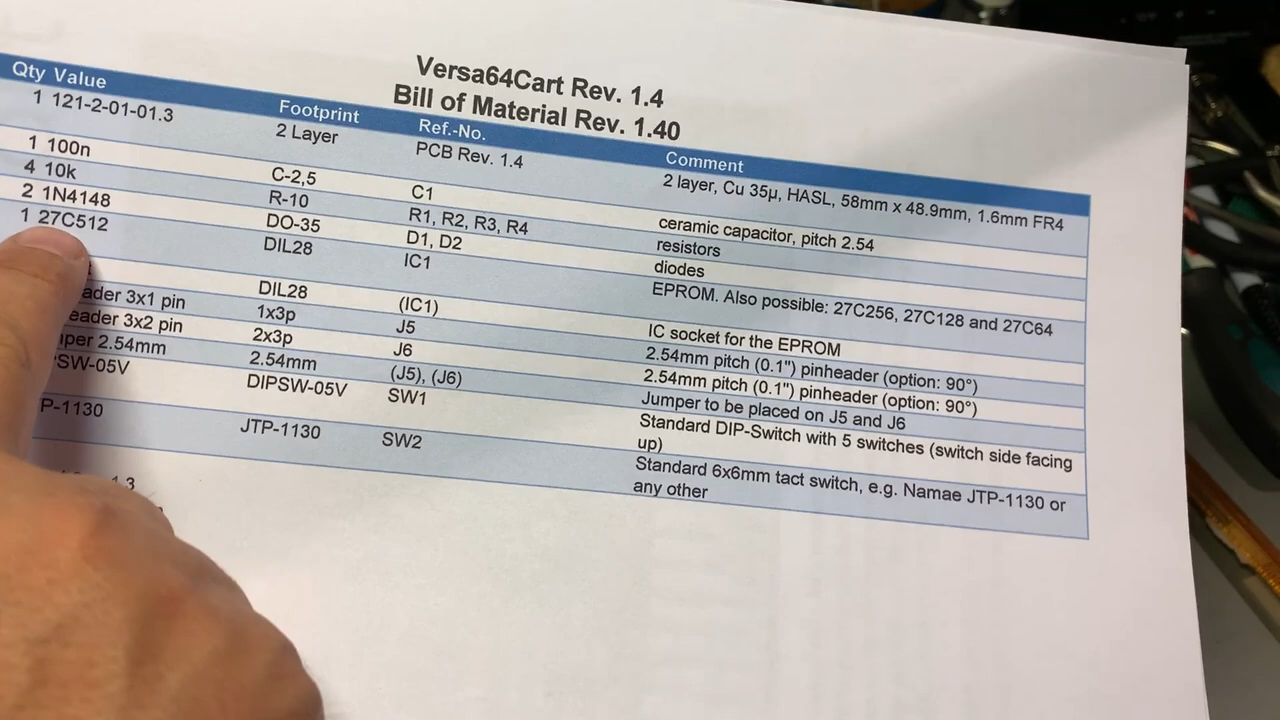 Versa64Cart Rev. 1.4
Bill of Material Rev. 1.40
Qty Value Footprint Ref.-No. Comment
1 121-2-01-01.3 2 Layer PCB Rev. 1.4 2 layer, Cu 35µ, HASL, 58mm x 48.9mm, 1.6mm FR4
1 100n C-2,5 C1 ceramic capacitor, pitch 2.54
4 10k R-10 R1, R2, R3, R4 resistors
2 1N4148 DO-35 D1, D2 diodes
1 27C512 DIL28 IC1 EPROM. Also possible: 27C256, 27C128 and 27C64
DIL28 (IC1) IC socket for the EPROM
3x1 pin 1x3p J5 2.54mm pitch (0.1") pinheader (option: 90°)
3x2 pin 2x3p J6 2.54mm pitch (0.1") pinheader (option: 90°)
2.54mm 2.54mm (J5), (J6) Jumper to be placed on J5 and J6
SW-05V DIPSW-05V SW1 Standard DIP-Switch with 5 switches (switch side facing
up)
P-1130 JTP-1130 SW2 Standard 6x6mm tact switch, e.g. Namae JTP-1130 or
any other